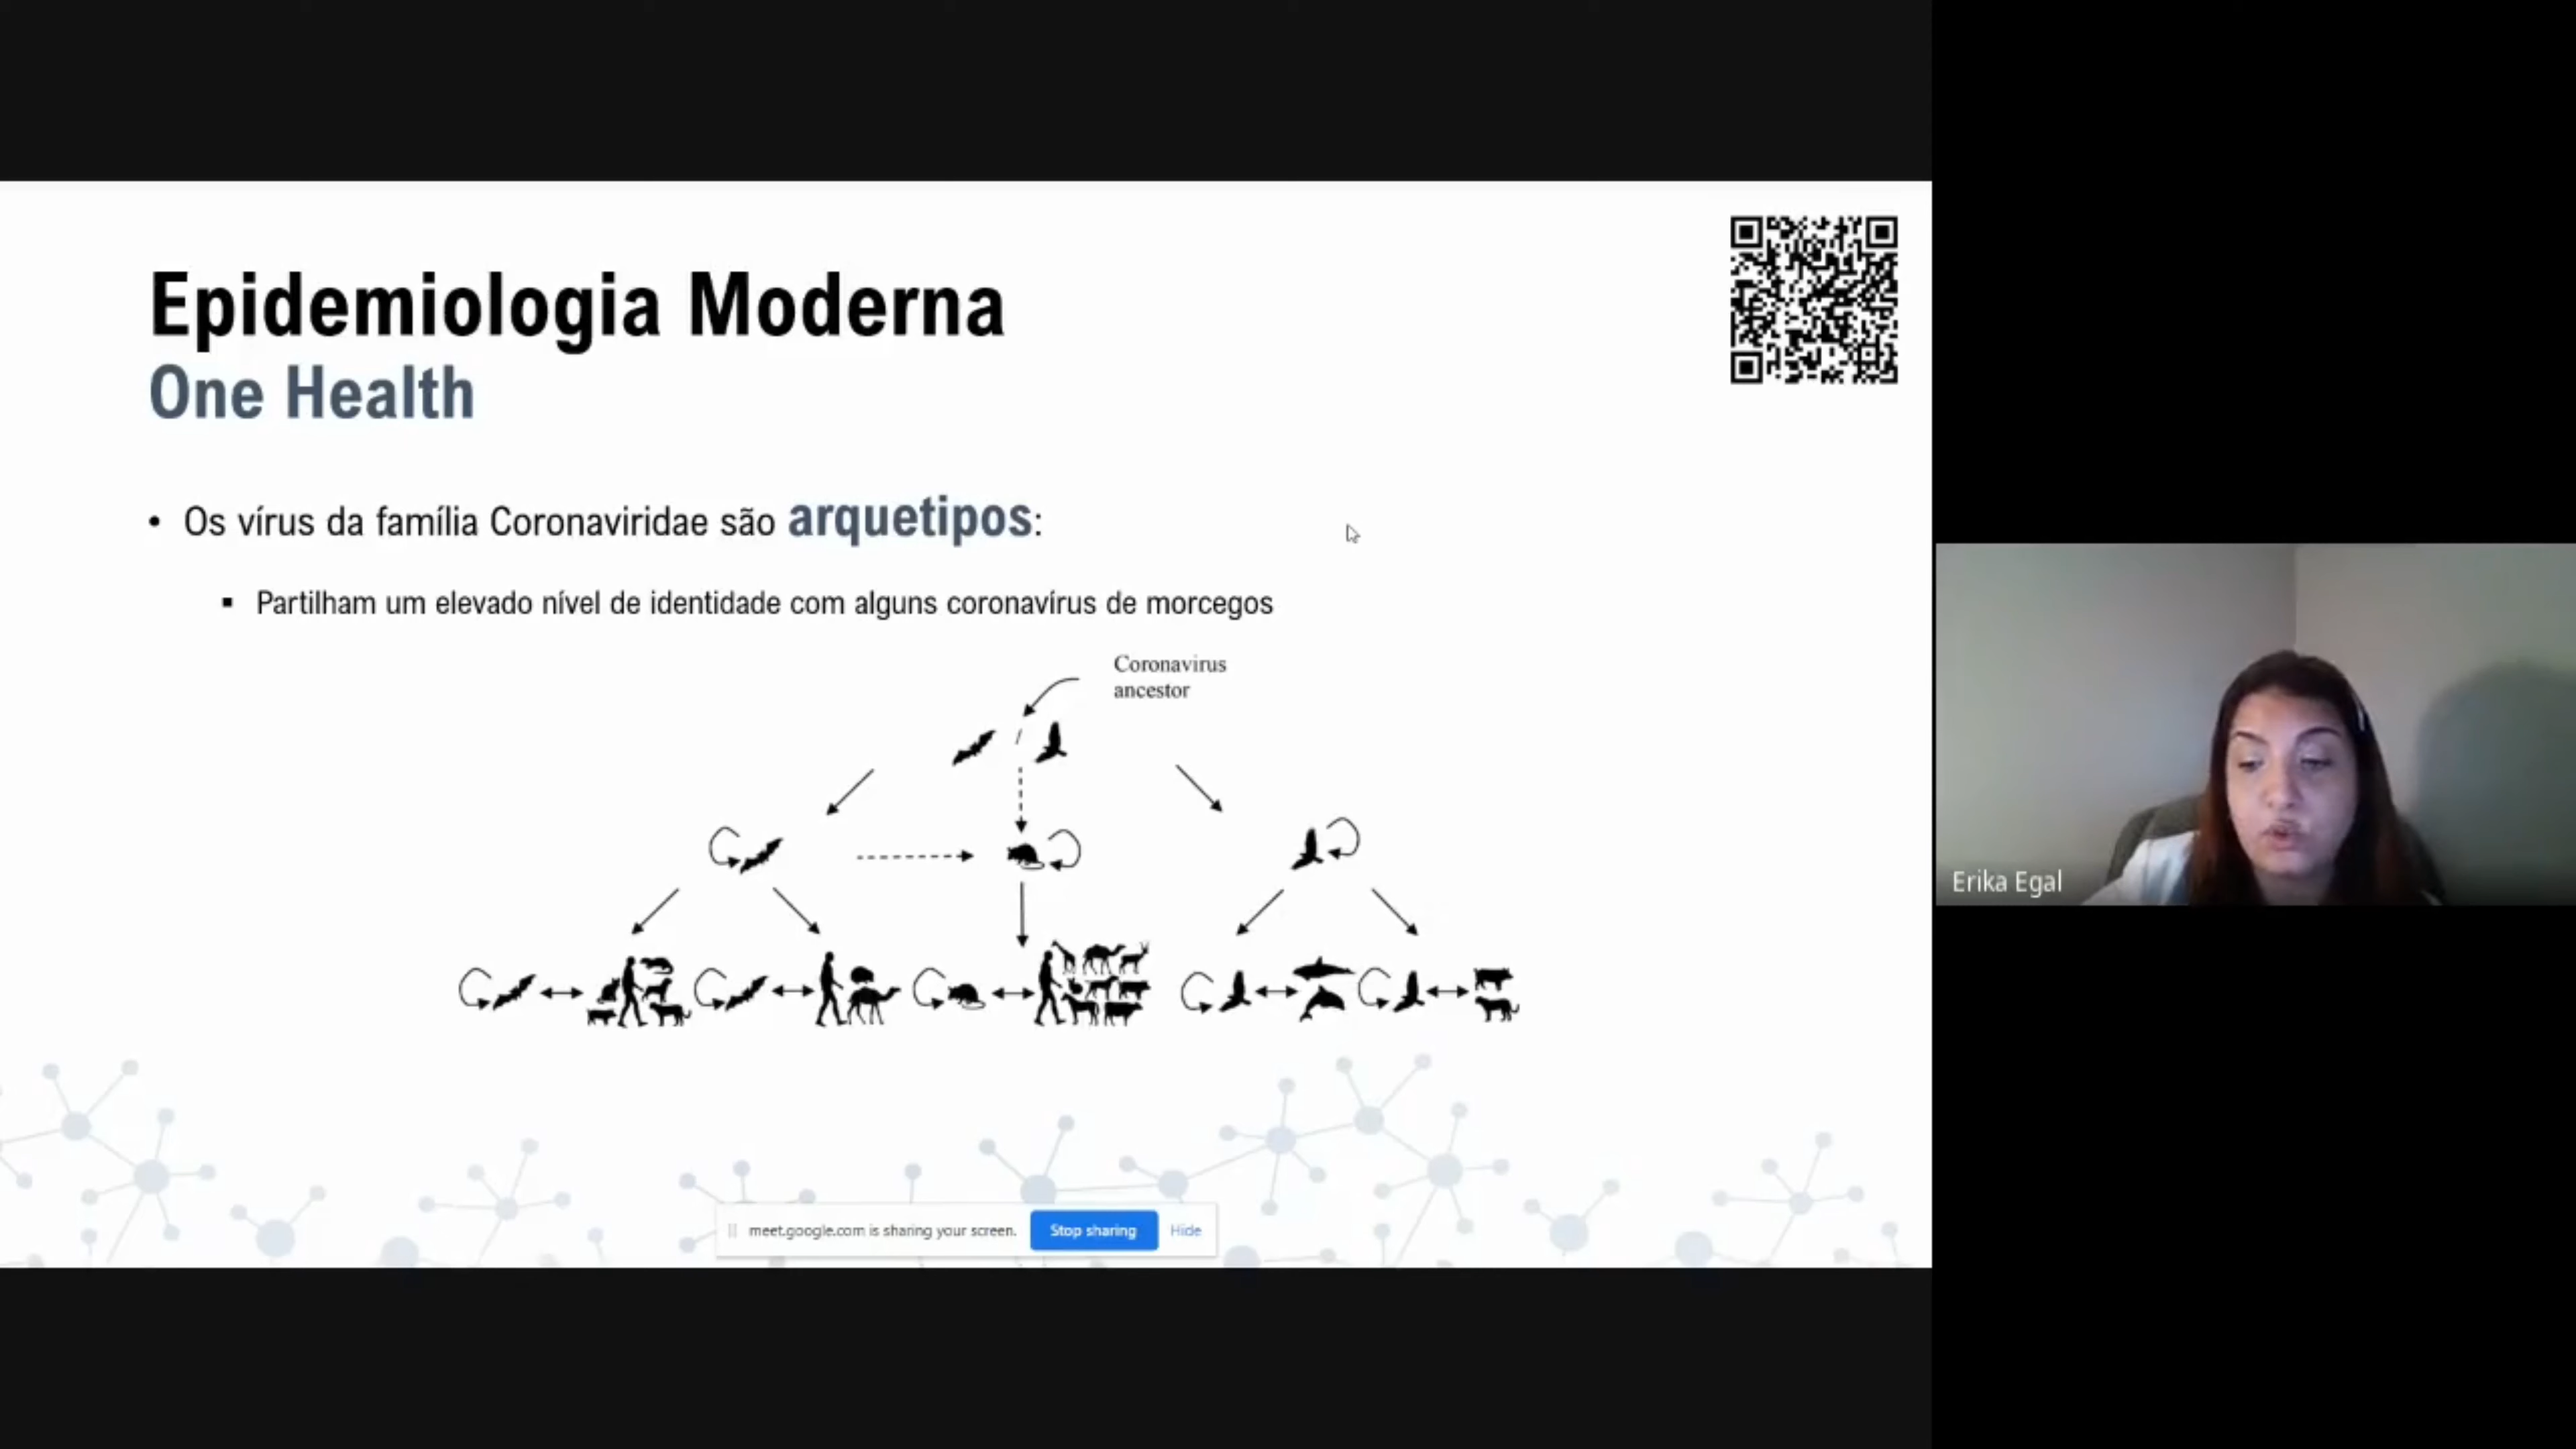 Epidemiologia Moderna
One Health
• Os vírus da família Coronaviridae são arquetipos:
▪ Partilham um elevado nível de identidade com alguns coronavírus de morcegos
Coronavirus
ancestor
/
Erika Egal
meet.google.com is sharing your screen. Stop sharing Hide